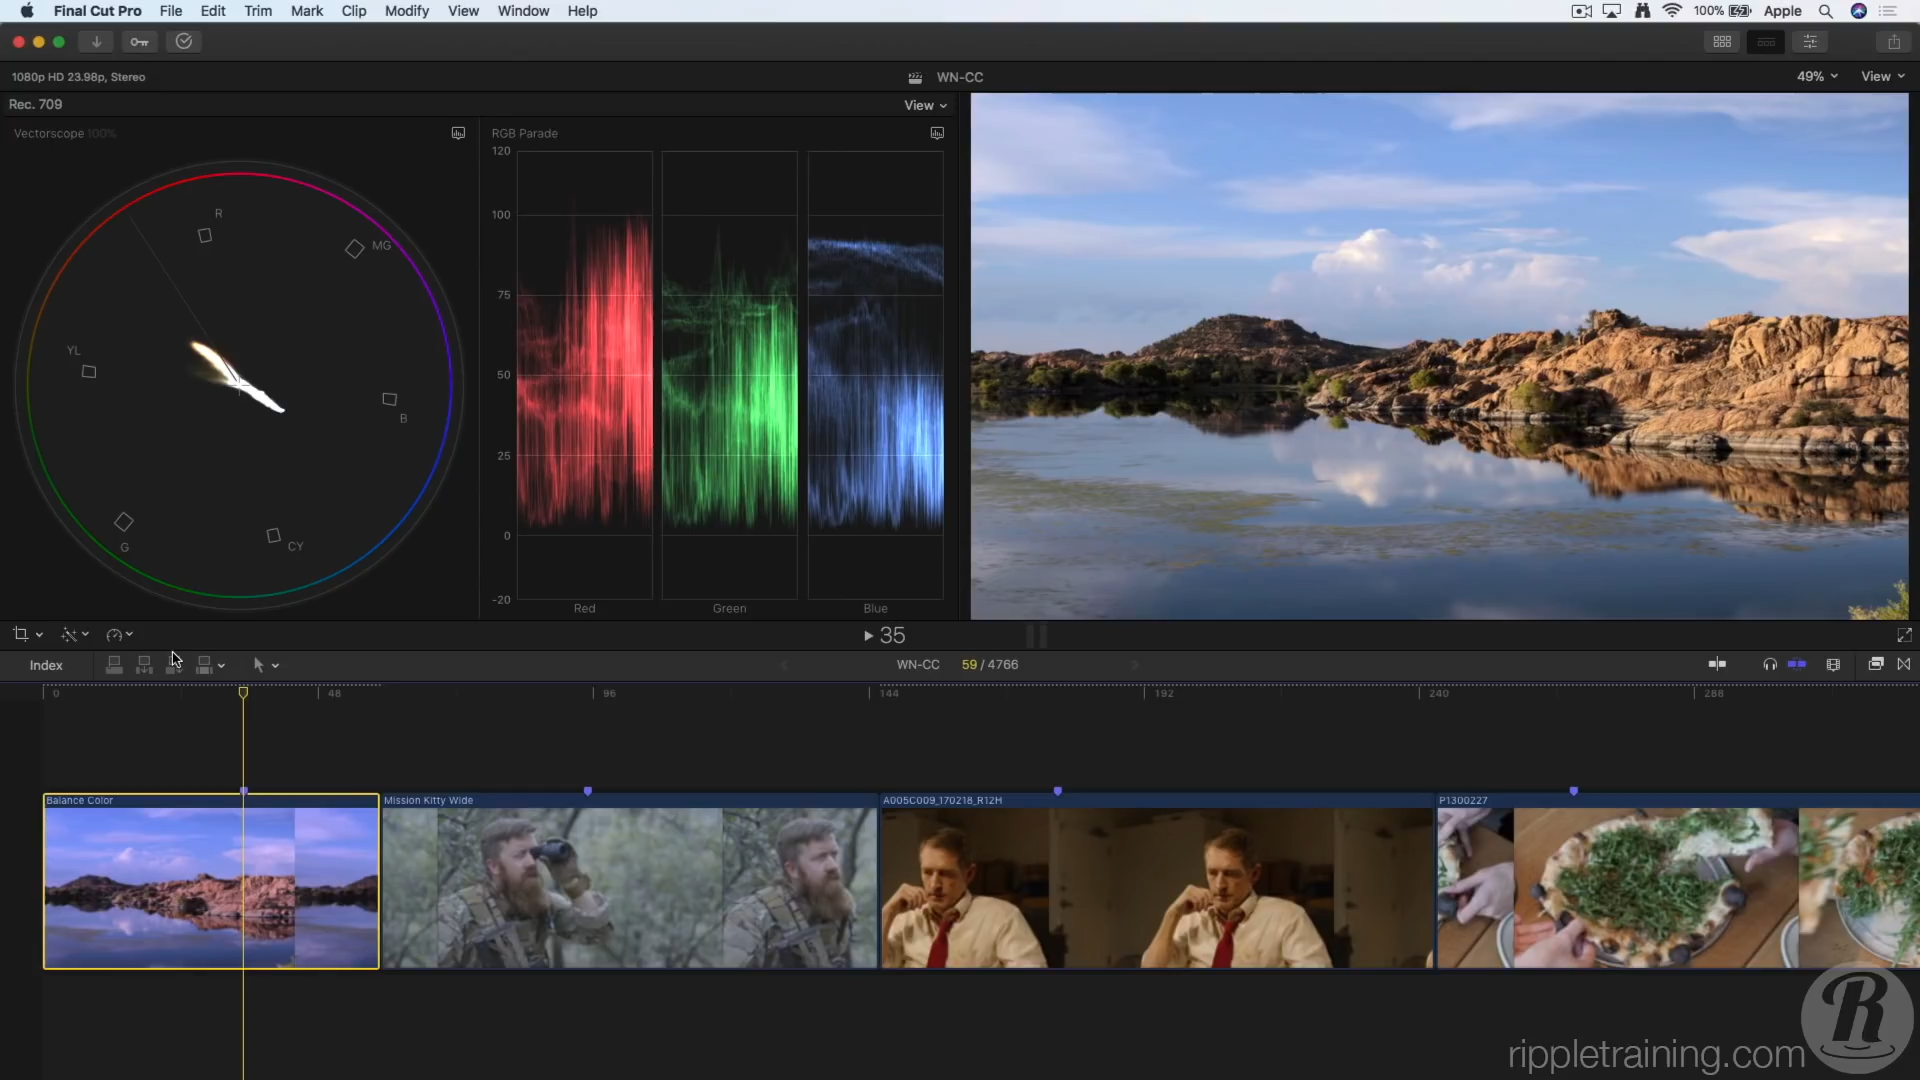 Final Cut Pro File Edit Trim Mark Clip Modify View Window Help 100% Apple
1080p HD 23.98p, Stereo WN-CC 49% View
Rec. 709 View
Vectorscope 100% RGB Parade
R
MG
YL
B
G
CY
120
100
75
50
25
0
-20
Red Green Blue
35
Index WN-CC 59 / 4766
0 48 96 144 192 240 288
Balance Color Mission Kitty Wide A005C009_170218_R12H P1300227
R
rippletraining.com